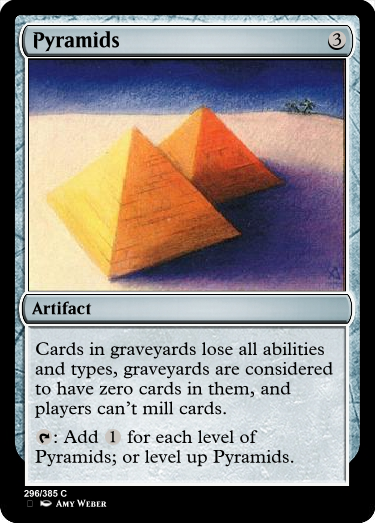 Pyramids 3
Artifact
Cards in graveyards lose all abilities
and types, graveyards are considered
to have zero cards in them, and
players can't mill cards.
: Add 1 for each level of
Pyramids; or level up Pyramids.
296/385 C
Amy Weber